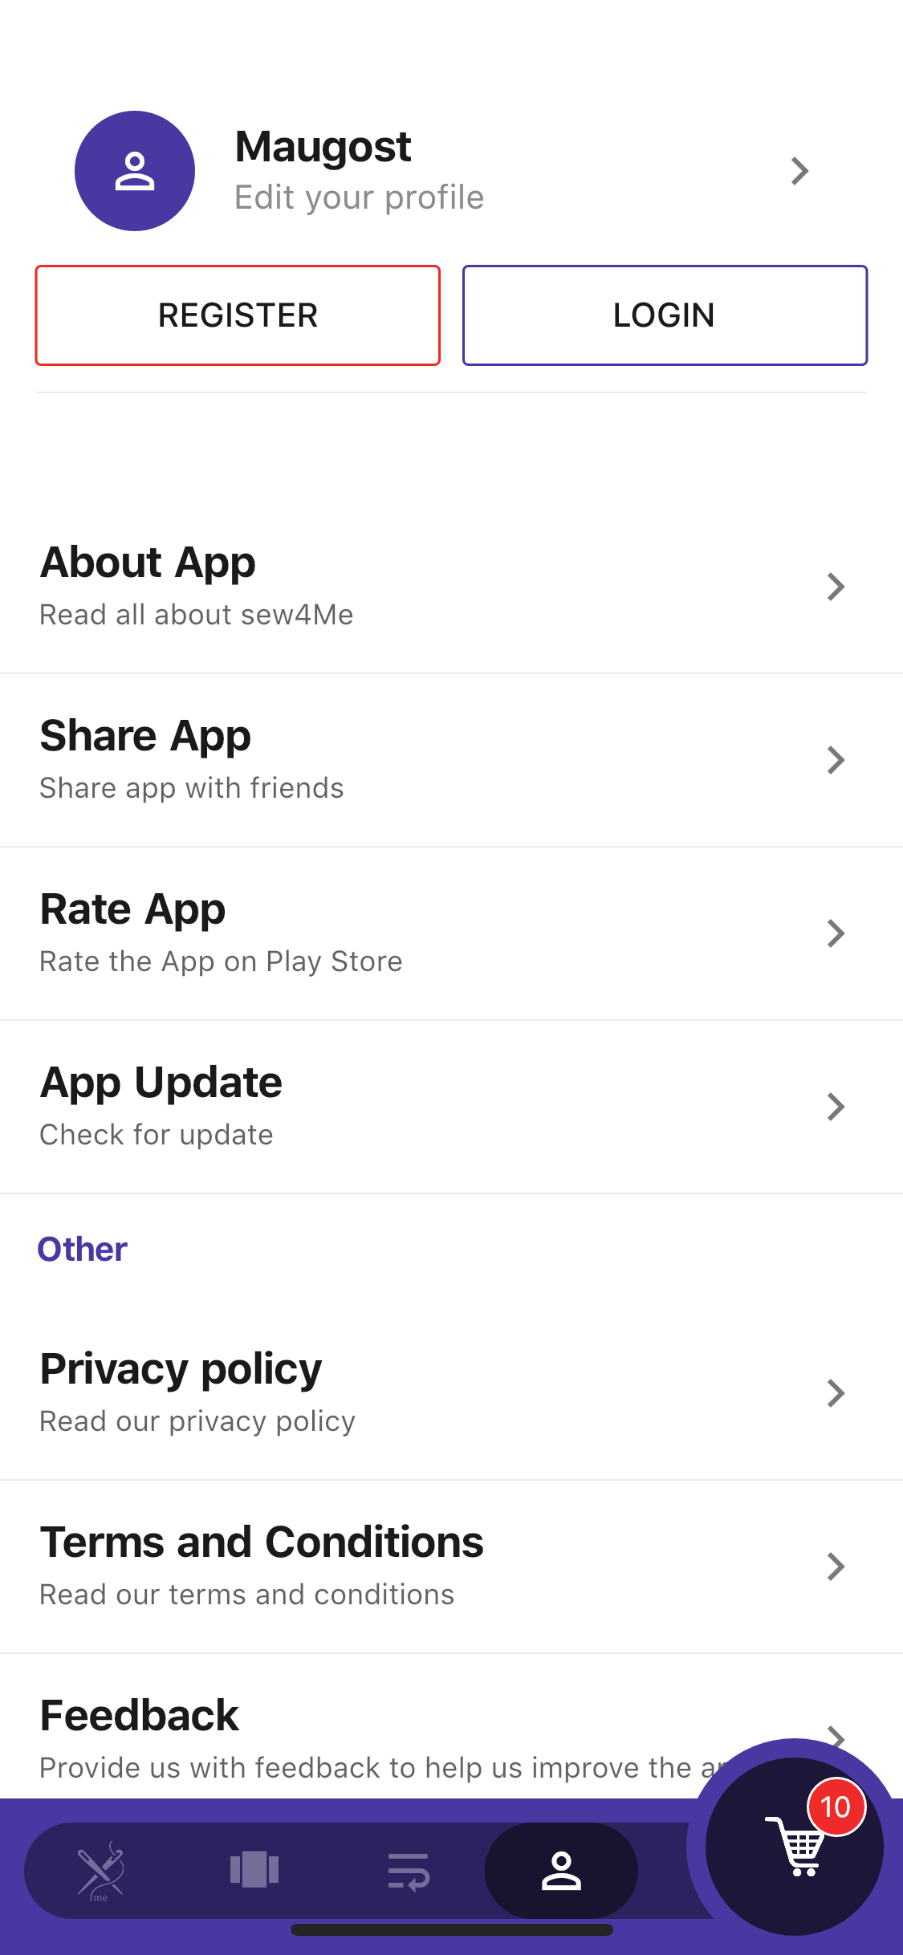 Maugost
Edit your profile
REGISTER
LOGIN
About App
Read all about sew4Me
Share App
Share app with friends
Rate App
Rate the App on Play Store
App Update
Check for update
Other
Privacy policy
Read our privacy policy
Terms and Conditions
Read our terms and conditions
Feedback
Provide us with feedback to help us improve the
10
me